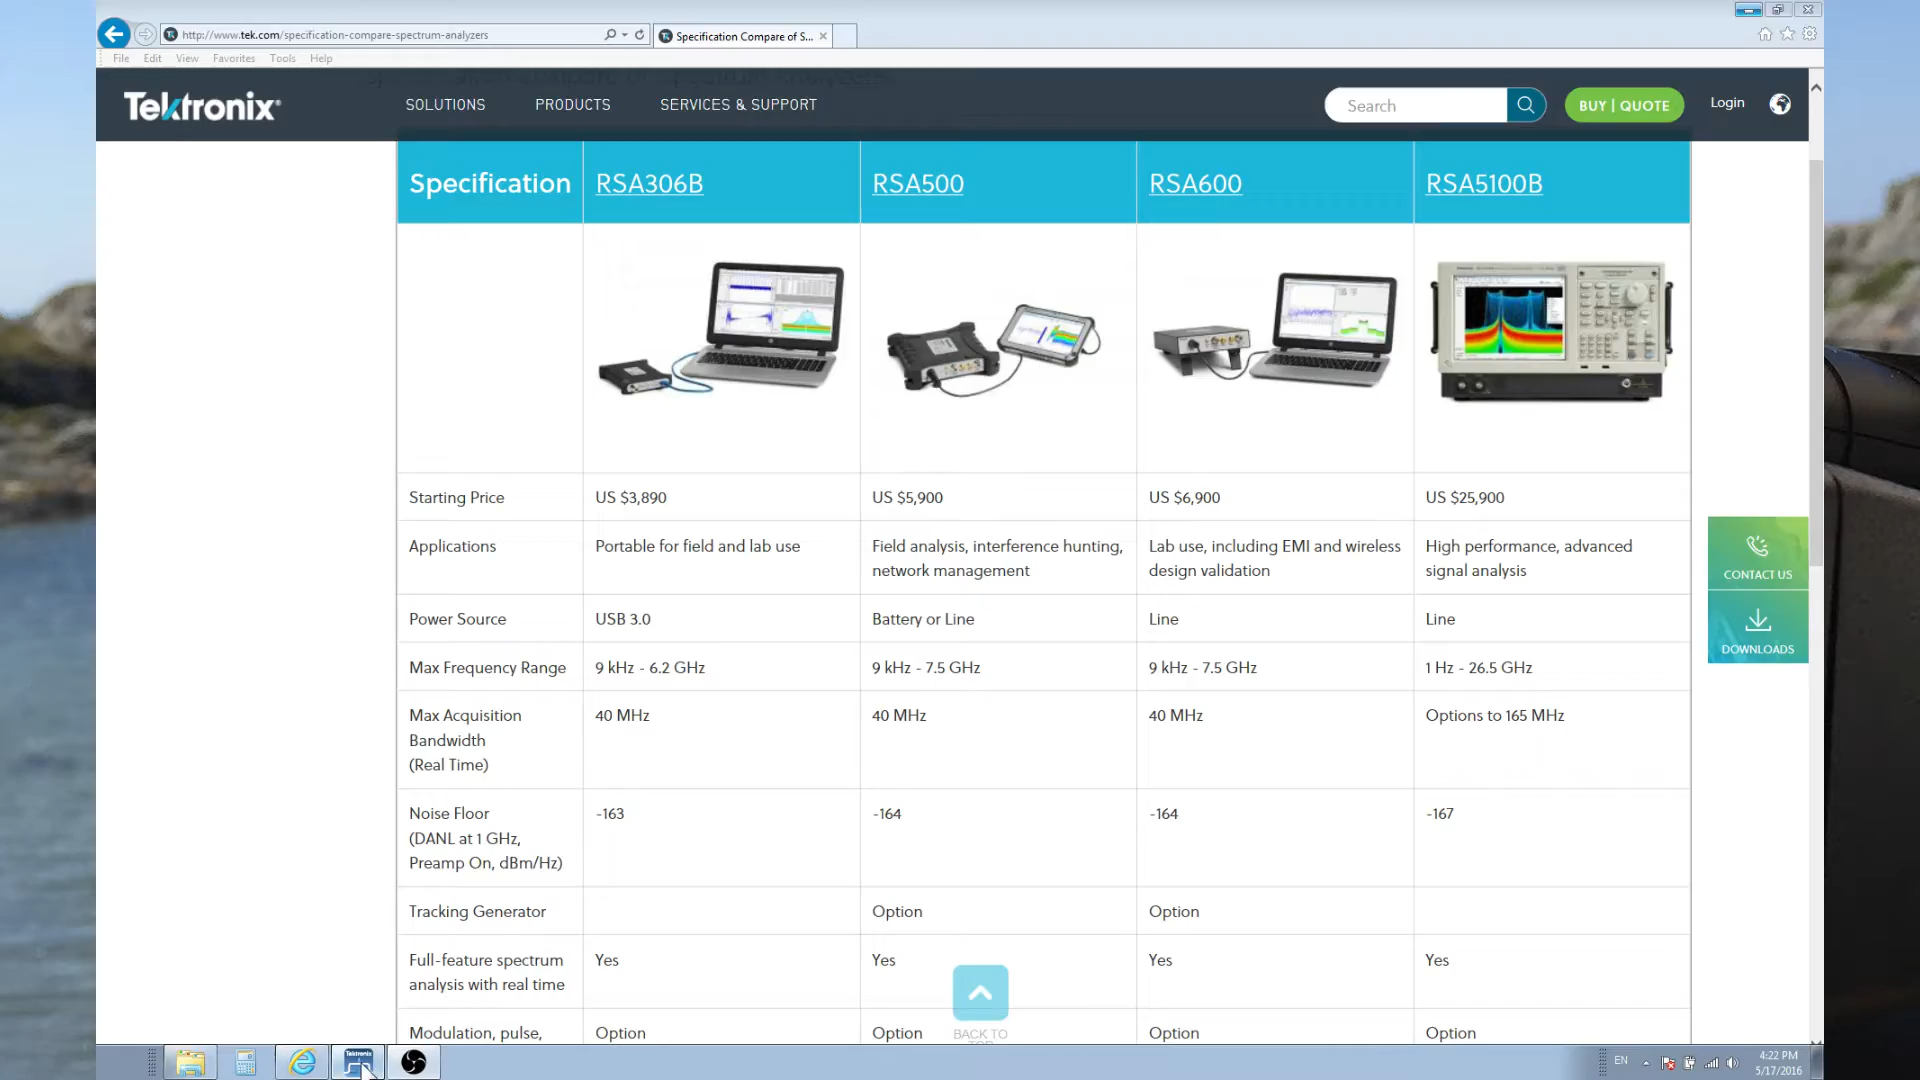 http://www.tek.com/specification-compare-spectrum-analyzers
Specification Compare of S...
File Edit View Favorites Tools Help
Tektronix
SOLUTIONS PRODUCTS SERVICES & SUPPORT
Search
BUY | QUOTE
Login
Specification RSA306B RSA500 RSA600 RSA5100B
Starting Price US $3,890 US $5,900 US $6,900 US $25,900
Applications Portable for field and lab use Field analysis, interference hunting, Lab use, including EMI and wireless High performance, advanced
network management design validation signal analysis
Power Source USB 3.0 Battery or Line Line Line
Max Frequency Range 9 kHz - 6.2 GHz 9 kHz - 7.5 GHz 9 kHz - 7.5 GHz 1 Hz - 26.5 GHz
Max Acquisition 40 MHz 40 MHz 40 MHz Options to 165 MHz
Bandwidth
(Real Time)
Noise Floor -163 -164 -164 -167
(DANL at 1 GHz,
Preamp On, dBm/Hz)
Tracking Generator Option Option
Full-feature spectrum Yes Yes Yes Yes
analysis with real time
Modulation, pulse, Option Option Option Option
BACK TO
CONTACT US
DOWNLOADS
Tektronix
EN
4:22 PM
5/17/2016